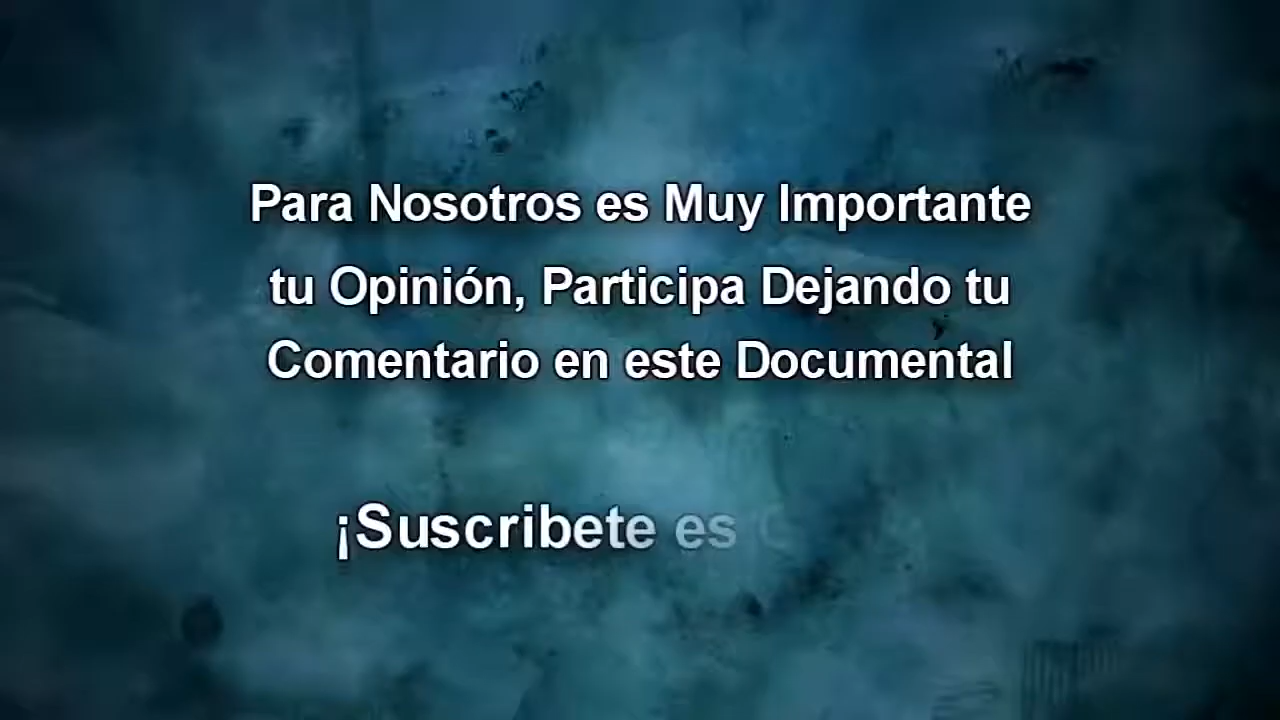 Para Nosotros es Muy Importante
tu Opinión, Participa Dejando tu
Comentario en este Documental
¡Suscribete es